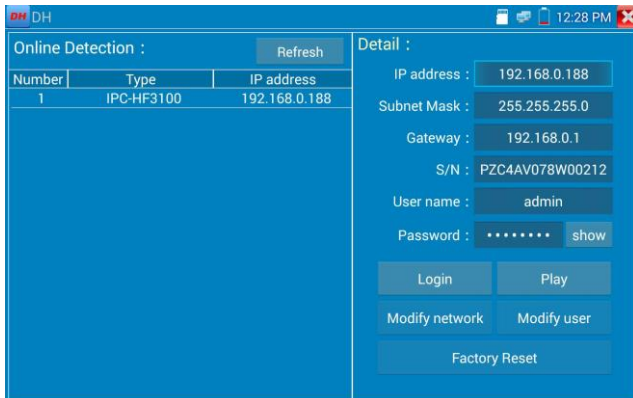 DH DH
12:28 PM
Online Detection :
Refresh
Number Type IP address
1 IPC-HF3100 192.168.0.188
Detail :
IP address : 192.168.0.188
Subnet Mask : 255.255.255.0
Gateway : 192.168.0.1
S/N : PZC4AV078W00212
User name : admin
Password : •••••••• show
Login Play
Modify network Modify user
Factory Reset